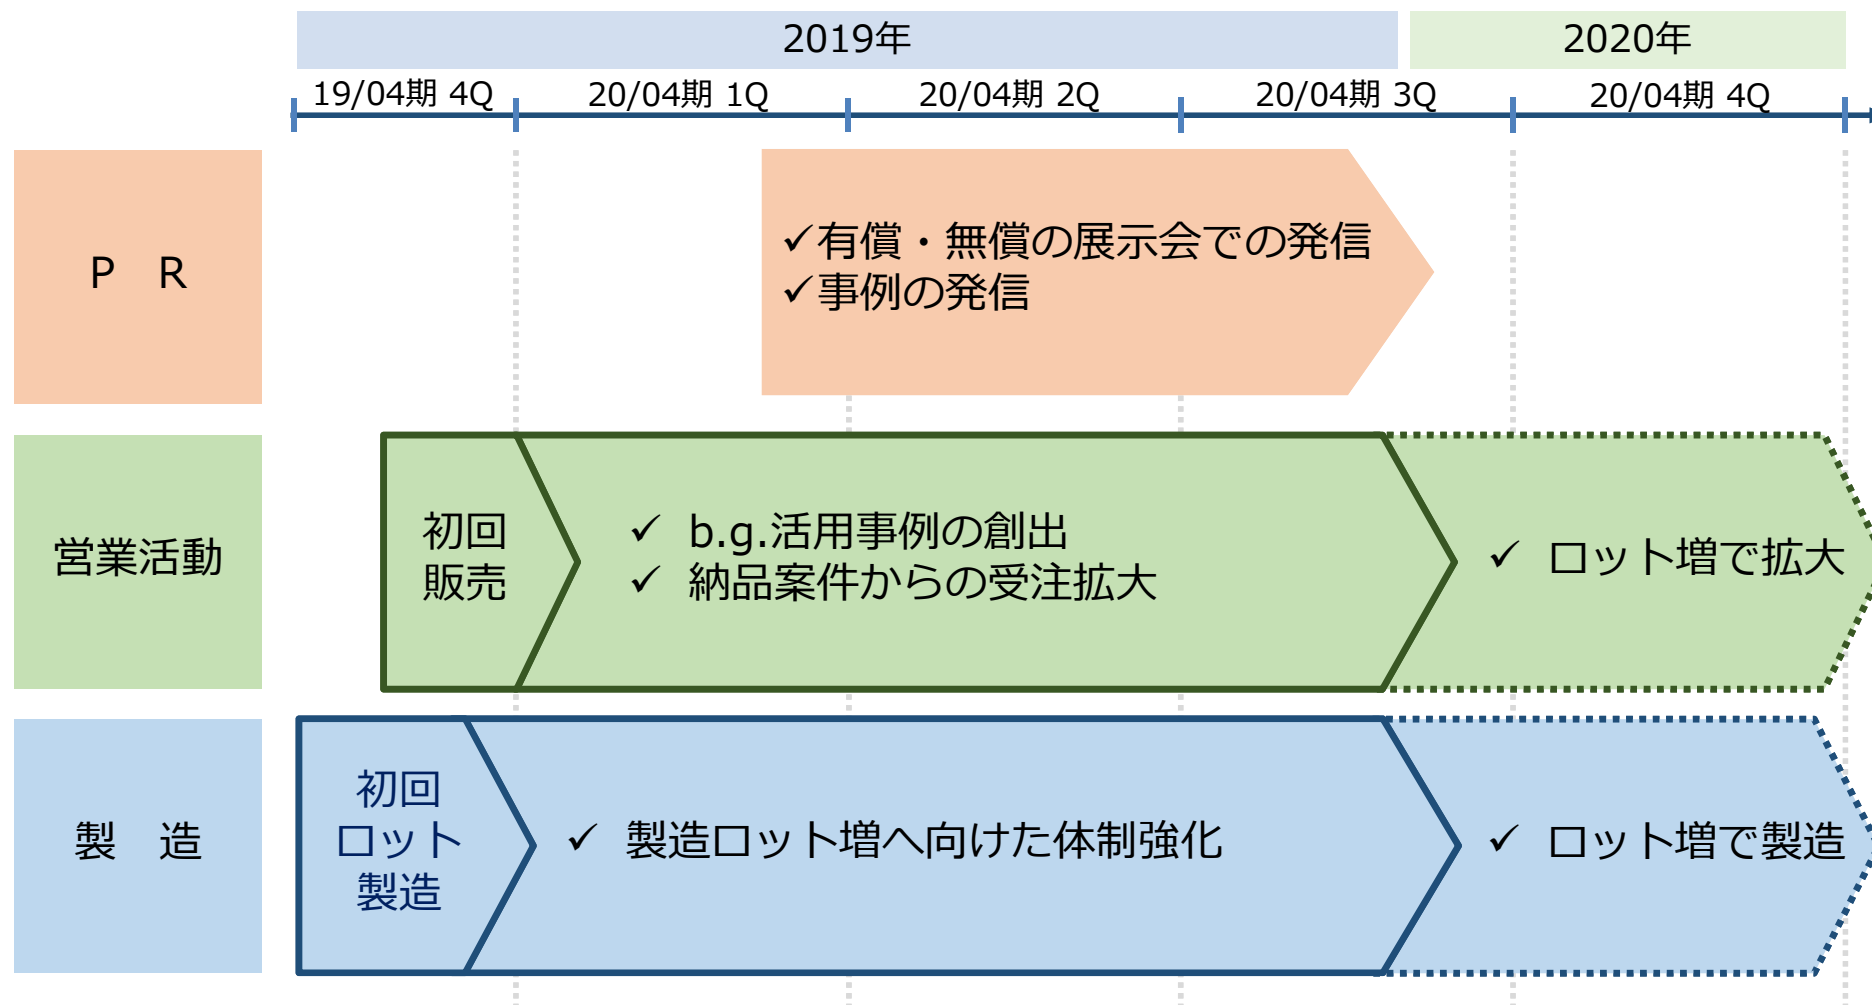 2019年
2020年
19/04期 4Q
20/04期 1Q
20/04期 2Q
20/04期 3Q
20/04期 4Q
P　R
✓有償・無償の展示会での発信
✓事例の発信
営業活動
初回
販売
✓ b.g.活用事例の創出
✓ 納品案件からの受注拡大
✓ ロット増で拡大
製　造
初回
ロット
製造
✓ 製造ロット増へ向けた体制強化
✓ ロット増で製造